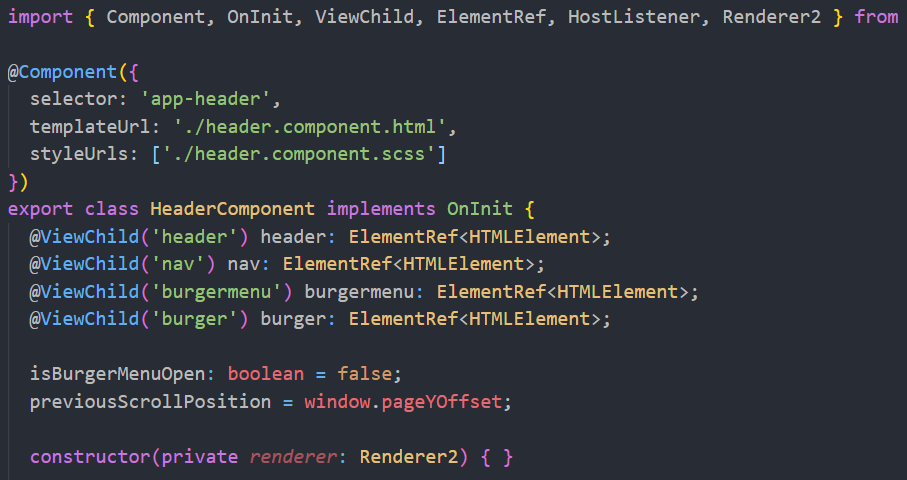 import { Component, OnInit, ViewChild, ElementRef, HostListener, Renderer2 } from
@Component({
  selector: 'app-header',
  templateUrl: './header.component.html',
  styleUrls: ['./header.component.scss']
})
export class HeaderComponent implements OnInit {
  @ViewChild('header') header: ElementRef<HTMLElement>;
  @ViewChild('nav') nav: ElementRef<HTMLElement>;
  @ViewChild('burgermenu') burgermenu: ElementRef<HTMLElement>;
  @ViewChild('burger') burger: ElementRef<HTMLElement>;
  isBurgerMenuOpen: boolean = false;
  previousScrollPosition = window.pageYOffset;
  constructor(private renderer: Renderer2) { }